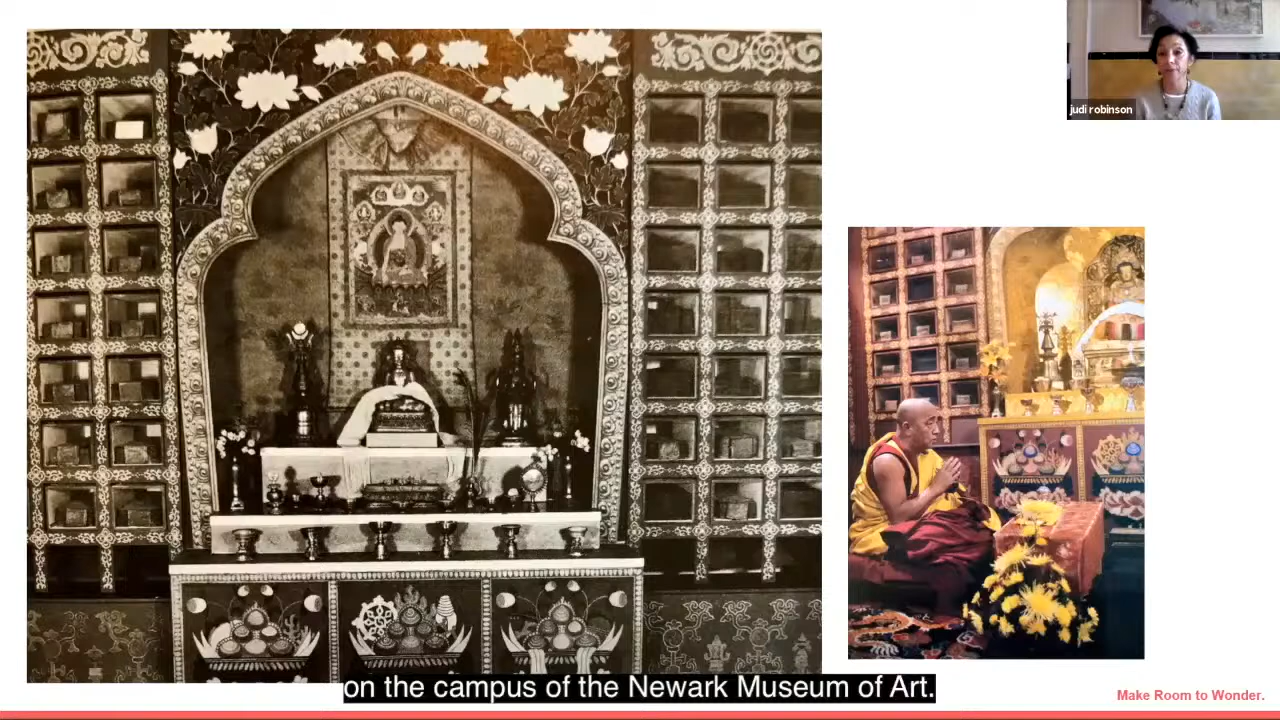 judi robinson
on the campus of the Newark Museum of Art.
Make Room to Wonder.